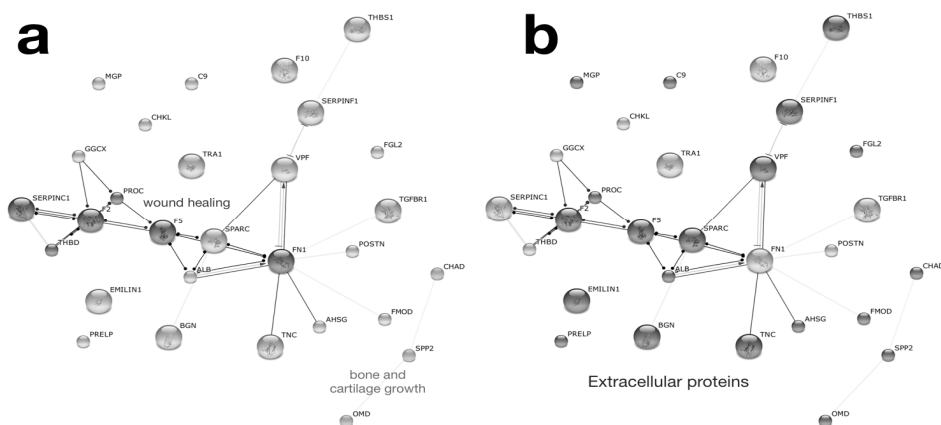 a
THBS1
F10
MGP
C9
SERPINF1
CHKL
GGCX
TRA1
VPF
FGL2
PROC
wound healing
SERPINC1
F2
F5
SPARC
TGFBR1
THBD
FN1
POSTN
ALB
CHAD
EMILIN1
BGN
TNC
AHSG
FMOD
PRELP
SPP2
bone and
cartilage growth
OMD
b
THBS1
F10
MGP
C9
SERPINF1
CHKL
GGCX
TRA1
VPF
FGL2
PROC
SERPINC1
F2
F5
SPARC
TGFBR1
THBD
FN1
POSTN
ALB
CHAD
EMILIN1
BGN
TNC
AHSG
FMOD
PRELP
SPP2
Extracellular proteins
OMD